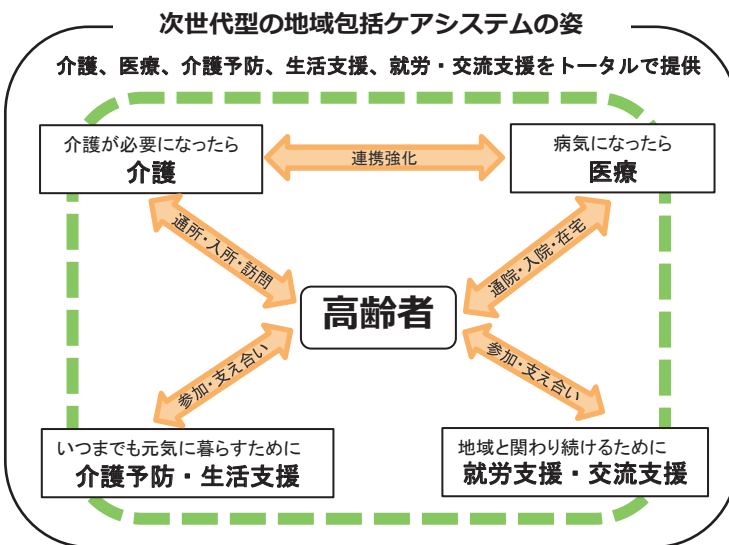 次世代型の地域包括ケアシステムの姿
介護、医療、介護予防、生活支援、就労・交流支援をトータルで提供
介護が必要になったら
介護
連携強化
病気になったら
医療
通所・入所・訪問
通院・入院・在宅
高齢者
参加・支え合い
参加・支え合い
いつまでも元気に暮らすために
介護予防・生活支援
地域と関わり続けるために
就労支援・交流支援